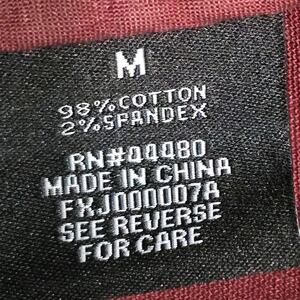 M
98%COTTON
2%SPANDEX
RN#44480
MADE IN CHINA
FXJ000007A
SEE REVERSE
FOR CARE